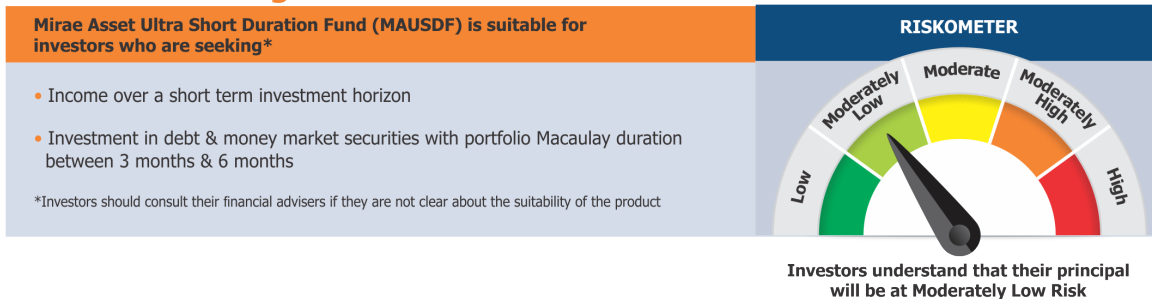 Mirae Asset Ultra Short Duration Fund (MAUSDF) is suitable for
investors who are seeking*
• Income over a short term investment horizon
• Investment in debt & money market securities with portfolio Macaulay duration
between 3 months & 6 months
*Investors should consult their financial advisers if they are not clear about the suitability of the product
RISKOMETER
Low
Moderately
Low
Moderate
Moderately
High
High
Investors understand that their principal
will be at Moderately Low Risk